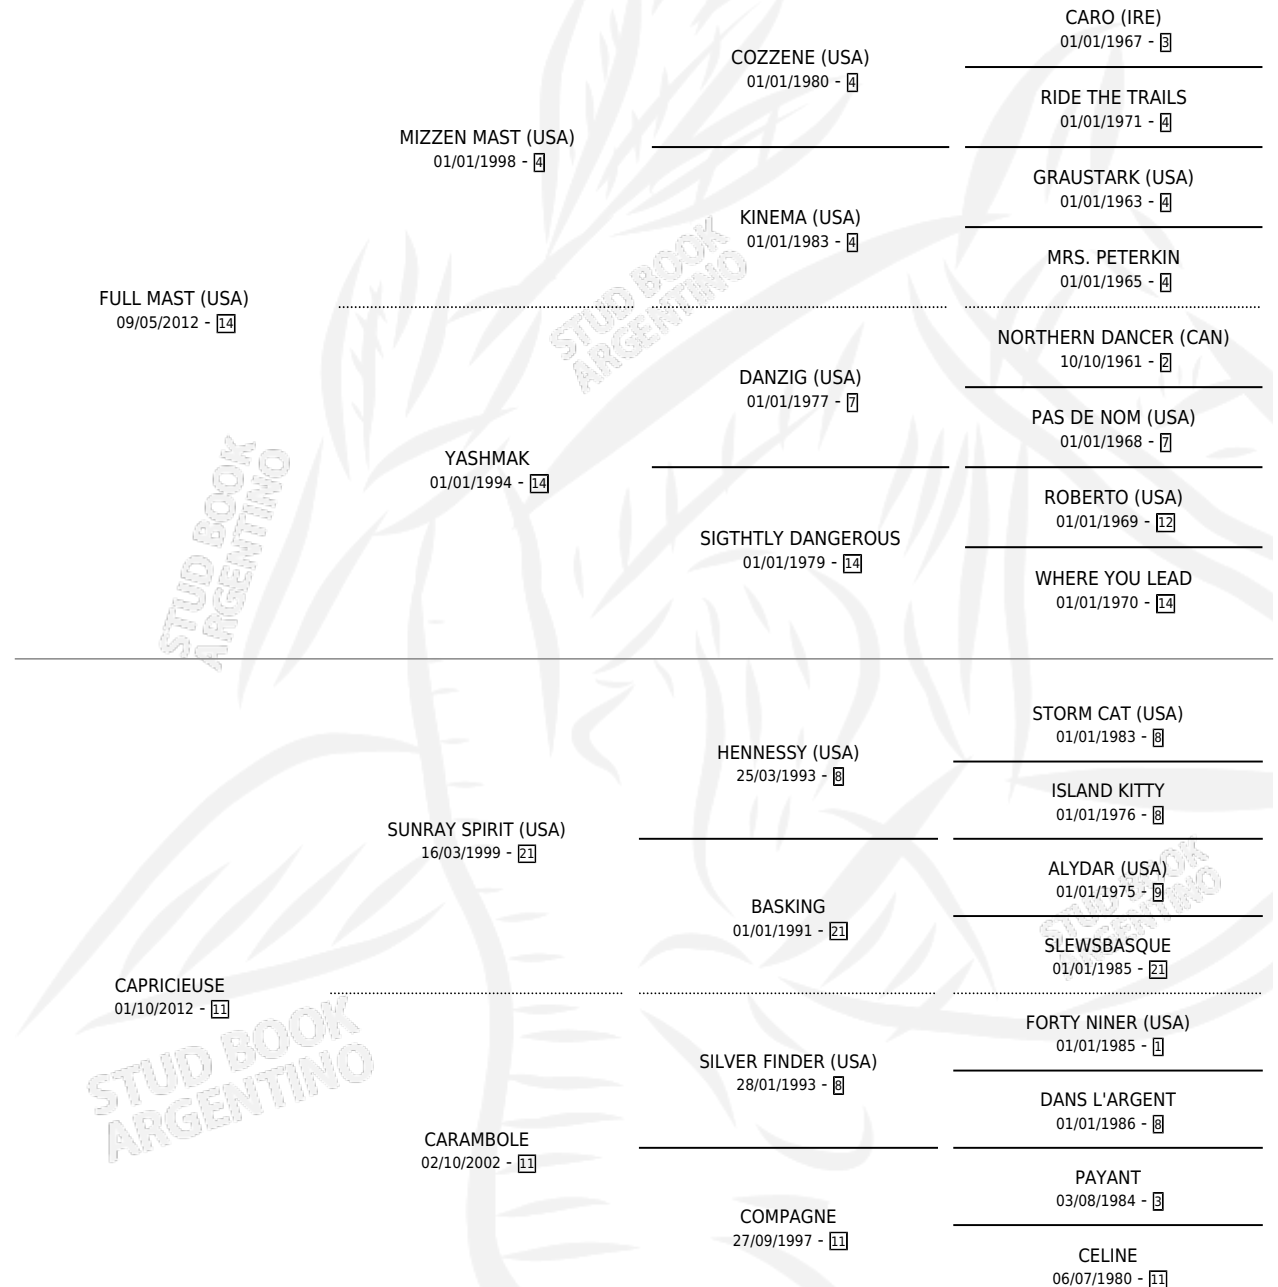 CARO (IRE)
01/01/1967 - 3
COZZENE (USA)
01/01/1980 - 4
RIDE THE TRAILS
01/01/1971 - 4
MIZZEN MAST (USA)
01/01/1998 - 4
GRAUSTARK (USA)
01/01/1963 - 4
KINEMA (USA)
01/01/1983 - 4
MRS. PETERKIN
01/01/1965 - 4
FULL MAST (USA)
09/05/2012 - 14
NORTHERN DANCER (CAN)
10/10/1961 - 2
DANZIG (USA)
01/01/1977 - 7
PAS DE NOM (USA)
01/01/1968 - 7
YASHMAK
01/01/1994 - 14
ROBERTO (USA)
01/01/1969 - 12
SIGTHTLY DANGEROUS
01/01/1979 - 14
WHERE YOU LEAD
01/01/1970 - 14
STORM CAT (USA)
01/01/1983 - 8
HENNESSY (USA)
25/03/1993 - 8
ISLAND KITTY
01/01/1976 - 8
SUNRAY SPIRIT (USA)
16/03/1999 - 21
ALYDAR (USA)
01/01/1975 - 9
BASKING
01/01/1991 - 21
SLEWSBASQUE
01/01/1985 - 21
CAPRICIEUSE
01/10/2012 - 11
FORTY NINER (USA)
01/01/1985 - 1
SILVER FINDER (USA)
28/01/1993 - 8
DANS L'ARGENT
01/01/1986 - 8
CARAMBOLE
02/10/2002 - 11
PAYANT
03/08/1984 - 3
COMPAGNE
27/09/1997 - 11
CELINE
06/07/1980 - 11
STUD BOOK
ARGENTINO
STUD BOOK
ARGENTINO
STUD BOOK
ARGENTINO
STUD BOOK
ARGENTINO